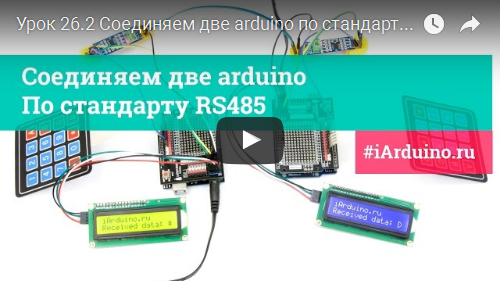 Урок 26.2 Соединяем две arduino по стандарт...
Соединяем две arduino
По стандарту RS485
#iArduino.ru
iArduino.ru
Received data: #
iArduino.ru
Received data: D